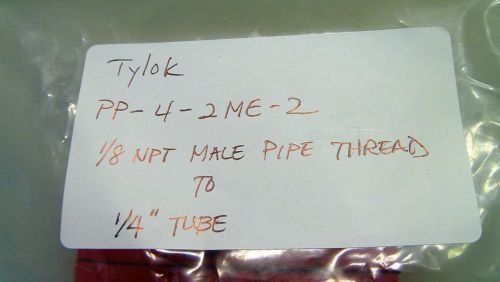 Tylok
PP-4-2ME-2
1/8 NPT MALE PIPE THREAD
TO
1/4" TUBE